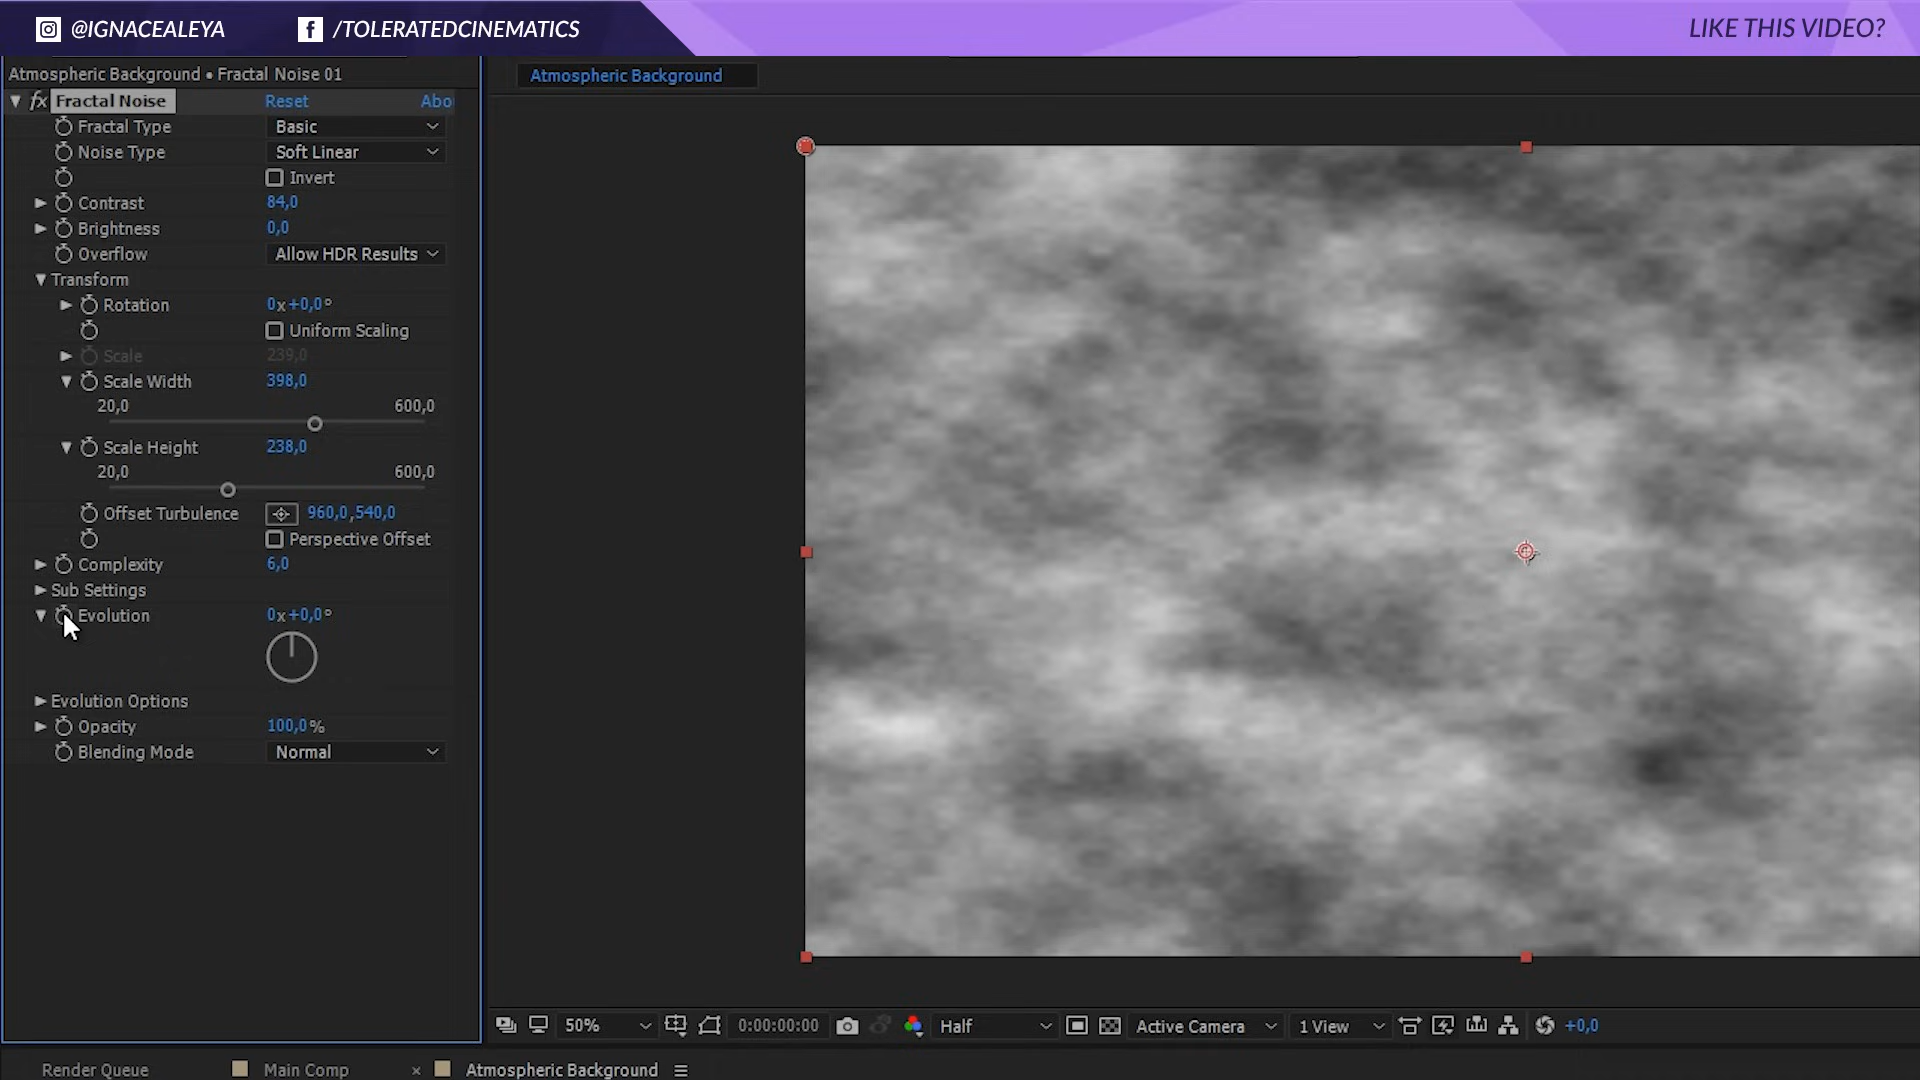 @IGNACEALEYA
/TOLERATEDCINEMATICS
LIKE THIS VIDEO?
Atmospheric Background • Fractal Noise 01
Atmospheric Background
fx Fractal Noise Reset Abo
Fractal Type Basic
Noise Type Soft Linear
Invert
Contrast 84,0
Brightness 0,0
Overflow Allow HDR Results
Transform
Rotation 0x+0,0°
Uniform Scaling
Scale 239,0
Scale Width 398,0
20,0 600,0
Scale Height 238,0
20,0 600,0
Offset Turbulence 960,0,540,0
Perspective Offset
Complexity 6,0
Sub Settings
Evolution 0x+0,0°
Evolution Options
Opacity 100,0%
Blending Mode Normal
50% 0:00:00:00 Half Active Camera 1 View +0,0
Render Queue Main Comp × Atmospheric Background